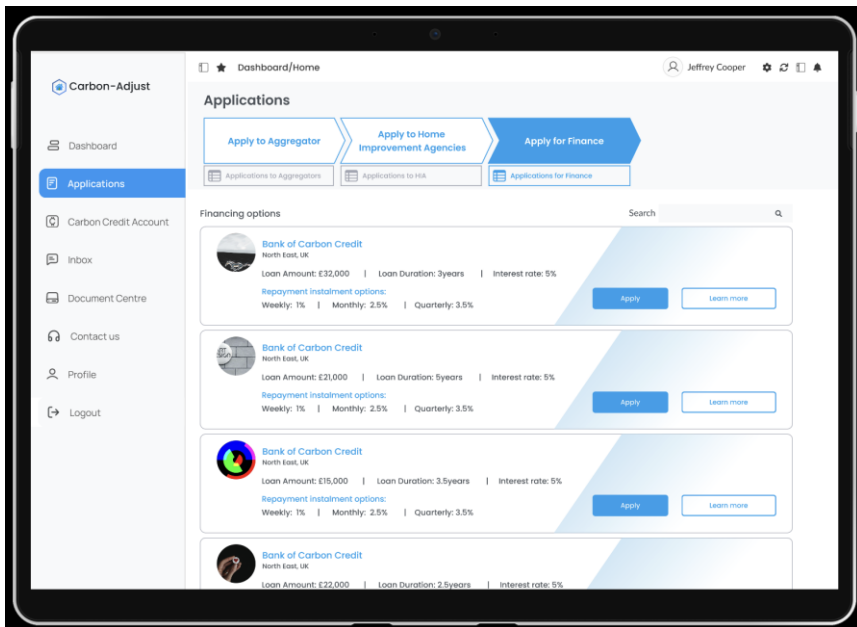 Carbon-Adjust
Dashboard
Applications
Carbon Credit Account
Inbox
Document Centre
Contact us
Profile
Logout
Dashboard/Home
Jeffrey Cooper
Applications
Apply to Aggregator
Apply to Home
Improvement Agencies
Apply for Finance
Applications to Aggregators
Applications to HIA
Applications for Finance
Financing options
Search
Bank of Carbon Credit
North East, UK
Loan Amount: £32,000 | Loan Duration: 3years | Interest rate: 5%
Repayment instalment options:
Weekly: 1% | Monthly: 2.5% | Quarterly: 3.5%
Apply
Learn more
Bank of Carbon Credit
North East, UK
Loan Amount: £21,000 | Loan Duration: 5years | Interest rate: 5%
Repayment instalment options:
Weekly: 1% | Monthly: 2.5% | Quarterly: 3.5%
Apply
Learn more
Bank of Carbon Credit
North East, UK
Loan Amount: £15,000 | Loan Duration: 3.5years | Interest rate: 5%
Repayment instalment options:
Weekly: 1% | Monthly: 2.5% | Quarterly: 3.5%
Apply
Learn more
Bank of Carbon Credit
North East, UK
Loan Amount: £22,000 | Loan Duration: 2.5years | Interest rate: 5%